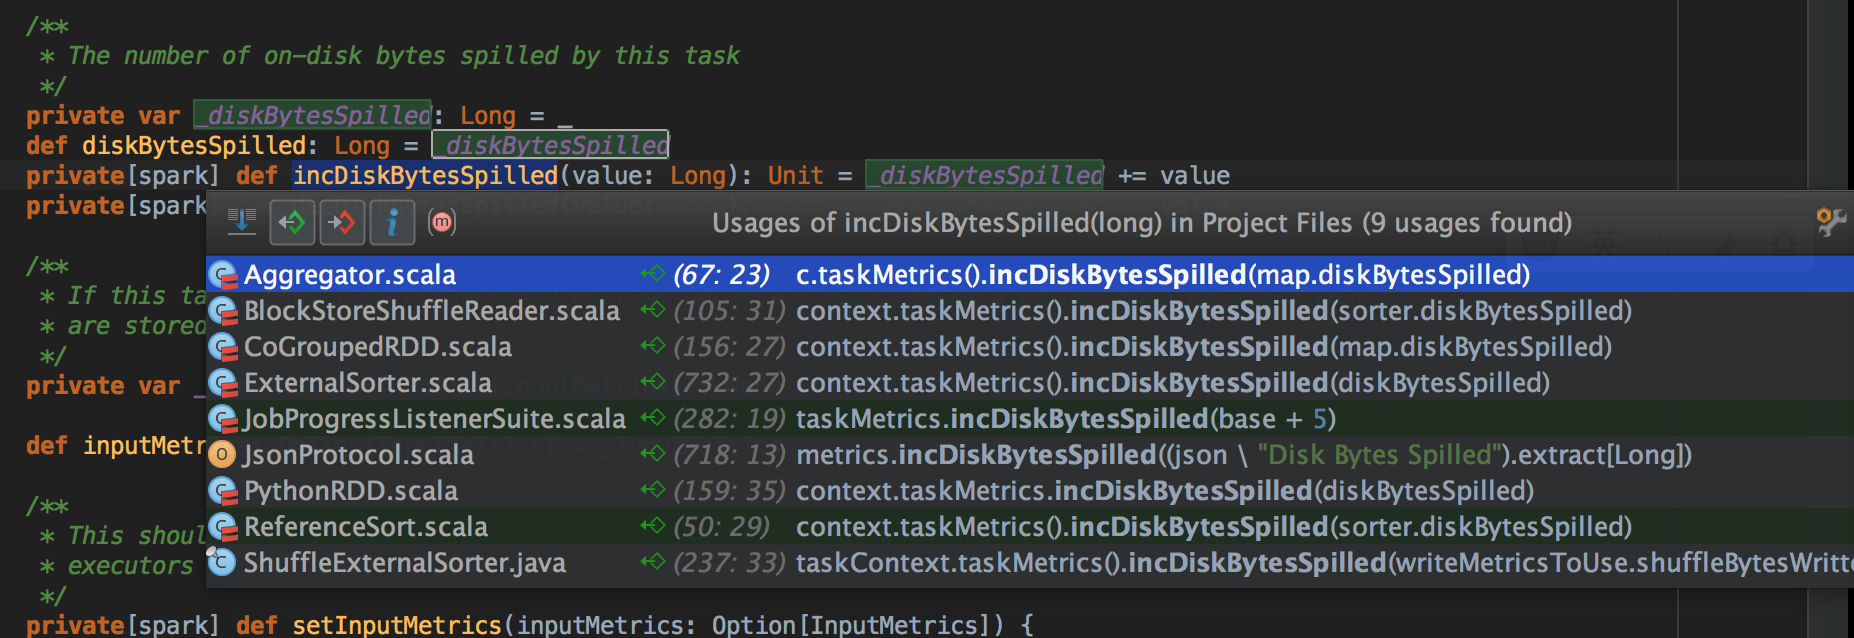 /**
* The number of on-disk bytes spilled by this task
*/
private var _diskBytesSpilled: Long = _
def diskBytesSpilled: Long = _diskBytesSpilled
private[spark] def incDiskBytesSpilled(value: Long): Unit = _diskBytesSpilled += value
private[spark
Usages of incDiskBytesSpilled(long) in Project Files (9 usages found)
/**
Aggregator.scala (67: 23) c.taskMetrics().incDiskBytesSpilled(map.diskBytesSpilled)
* If this ta
BlockStoreShuffleReader.scala (105: 31) context.taskMetrics().incDiskBytesSpilled(sorter.diskBytesSpilled)
* are stored
CoGroupedRDD.scala (156: 27) context.taskMetrics().incDiskBytesSpilled(map.diskBytesSpilled)
*/
private var _
ExternalSorter.scala (732: 27) context.taskMetrics().incDiskBytesSpilled(diskBytesSpilled)
JobProgressListenerSuite.scala (282: 19) taskMetrics.incDiskBytesSpilled(base + 5)
def inputMetr
JsonProtocol.scala (718: 13) metrics.incDiskBytesSpilled((json \ "Disk Bytes Spilled").extract[Long])
PythonRDD.scala (159: 35) context.taskMetrics.incDiskBytesSpilled(diskBytesSpilled)
/**
ReferenceSort.scala (50: 29) context.taskMetrics().incDiskBytesSpilled(sorter.diskBytesSpilled)
* This shoul
* executors
ShuffleExternalSorter.java (237: 33) taskContext.taskMetrics().incDiskBytesSpilled(writeMetricsToUse.shuffleBytesWritte
*/
private[spark] def setInputMetrics(inputMetrics: Option[InputMetrics]) {